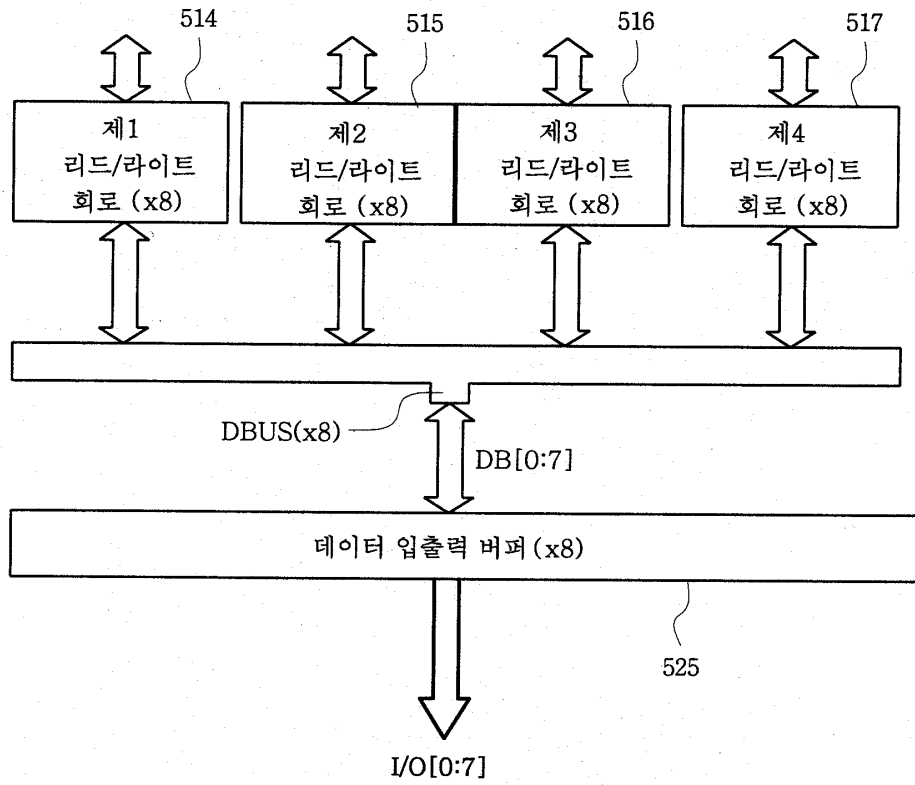 514
515
516
517
제1
리드/라이트
회로 (x8)
제2
리드/라이트
회로 (x8)
제3
리드/라이트
회로 (x8)
제4
리드/라이트
회로 (x8)
DBUS(x8)
DB[0:7]
데이터 입출력 버퍼 (x8)
525
I/O[0:7]